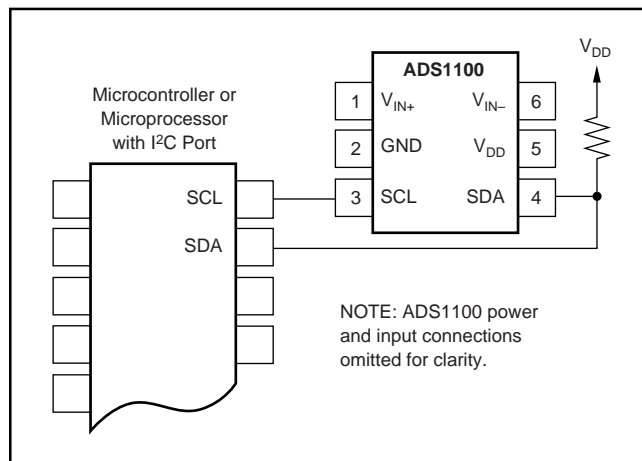 V_DD
ADS1100
Microcontroller or
Microprocessor
with I²C Port
1 V_IN+ V_IN– 6
2 GND V_DD 5
SCL 3 SCL SDA 4
SDA
NOTE: ADS1100 power
and input connections
omitted for clarity.